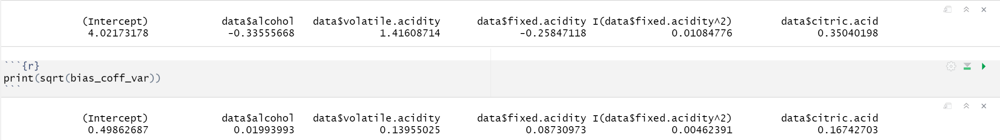 (Intercept) data$alcohol data$volatile.acidity data$fixed.acidity I(data$fixed.acidity^2) data$citric.acid
4.02173178 -0.33555668 1.41608714 -0.25847118 0.01084776 0.35040198
```{r}
print(sqrt(bias_coff_var))
```
(Intercept) data$alcohol data$volatile.acidity data$fixed.acidity I(data$fixed.acidity^2) data$citric.acid
0.49862687 0.01993993 0.13955025 0.08730973 0.00462391 0.16742703